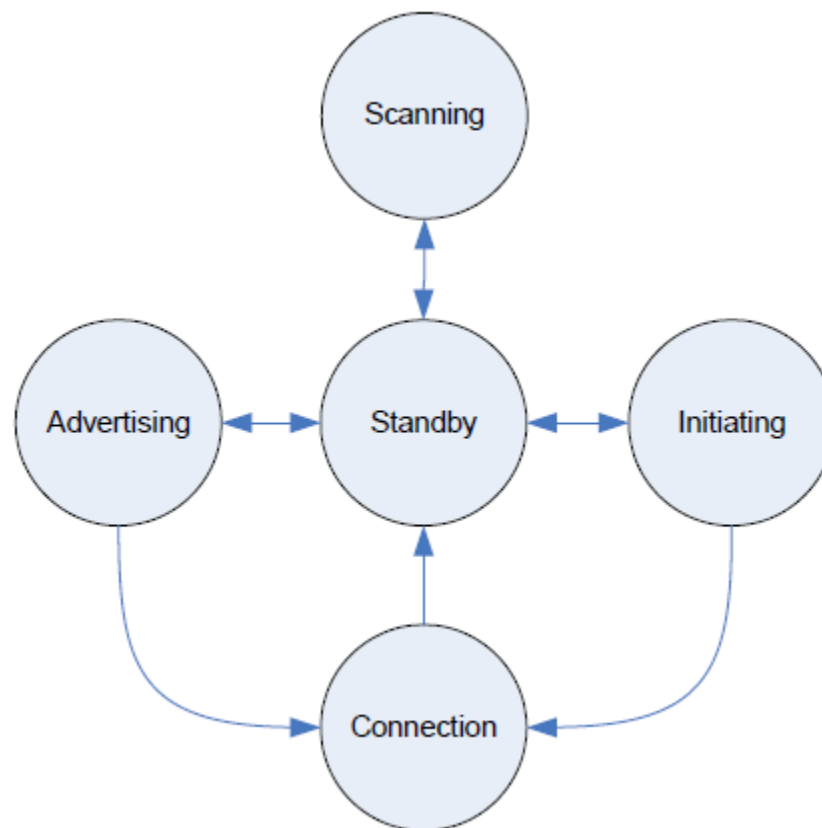 Scanning
Advertising
Standby
Initiating
Connection